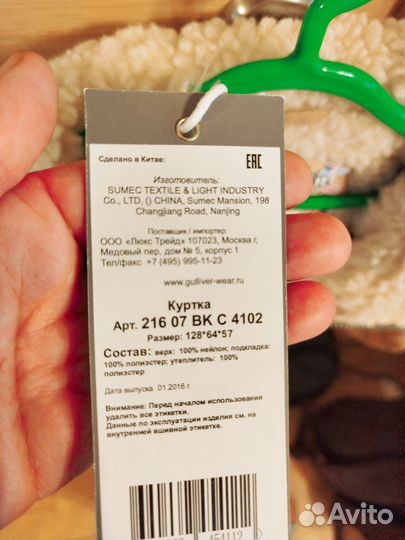 Сделано в Китае:
EAC
Изготовитель:
SUMEC TEXTILE & LIGHT INDUSTRY
Co., LTD, () CHINA, Sumec Mansion, 198
Changjiang Road, Nanjing
Поставщик / импортер:
ООО «Люкс Трейд» 107023, Москва г,
Медовый пер, дом № 5, корпус 1
Тел/факс +7 (495) 995-11-23
www.gulliver-wear.ru
Куртка
Арт. 216 07 BK C 4102
Размер: 128*64*57
Состав: верх: 100% нейлон; подкладка:
100% полиэстер; утеплитель: 100%
полиэстер
Дата выпуска 01.2016 г.
Внимание: Перед началом использования
удалить все этикетки.
Данные по эксплуатации изделия см. на
внутренней вшивной этикетке.
Avito